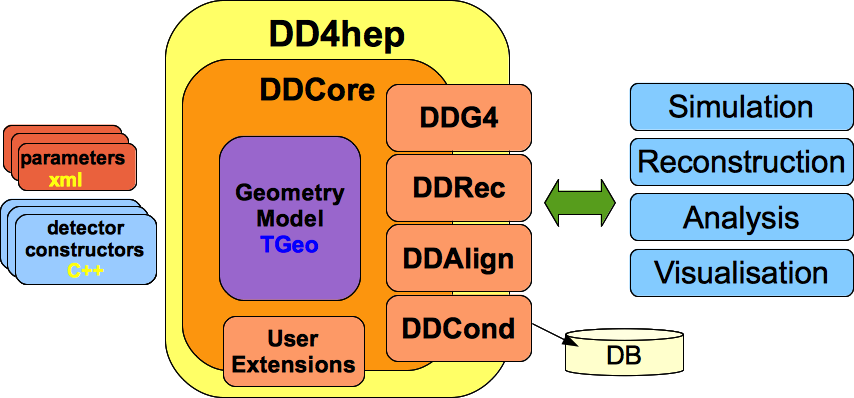 DD4hep
DDCore
parameters
xml
detector
constructors
C++
Geometry
Model
TGeo
User
Extensions
DDG4
DDRec
DDAlign
DDCond
DB
Simulation
Reconstruction
Analysis
Visualisation